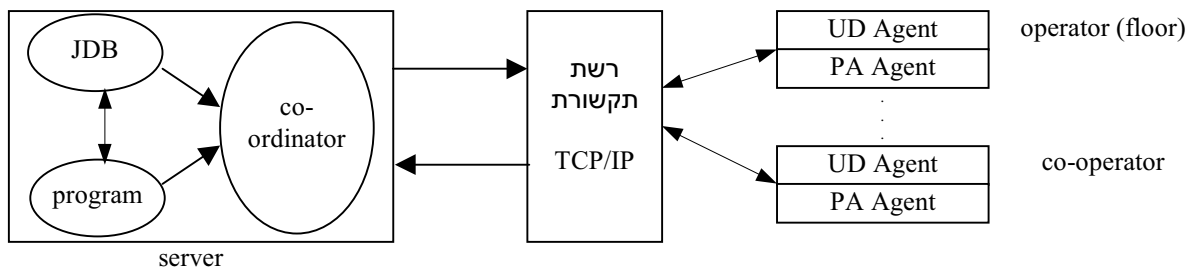 JDB
co-
ordinator
program
server
רשת
תקשורת
TCP/IP
UD Agent
operator (floor)
PA Agent
UD Agent
co-operator
PA Agent